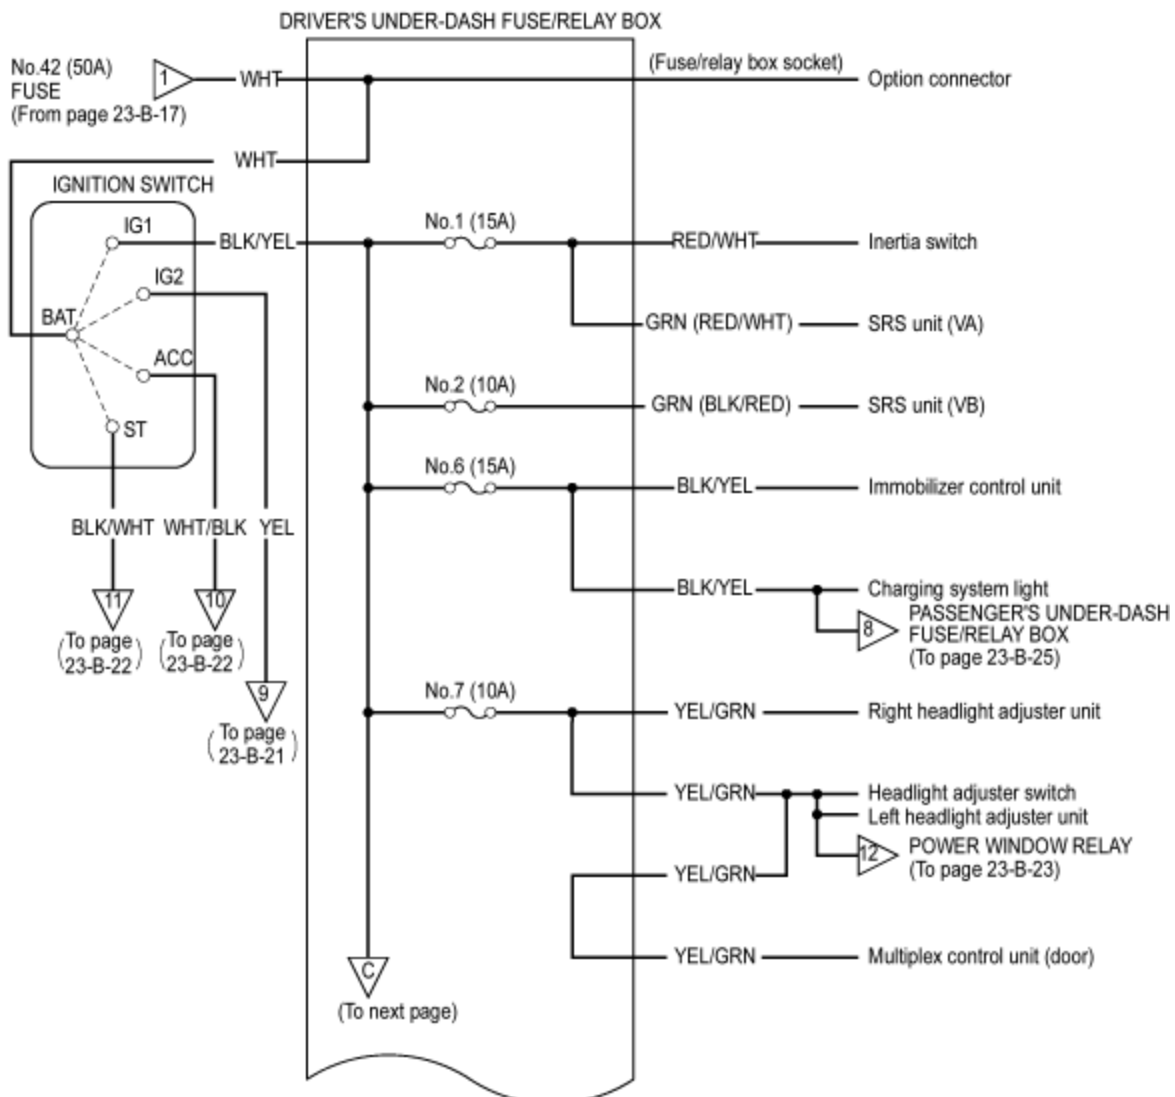 DRIVER'S UNDER-DASH FUSE/RELAY BOX
No.42 (50A)
FUSE
(From page 23-B-17)
1
WHT
(Fuse/relay box socket)
Option connector
WHT
IGNITION SWITCH
IG1
BLK/YEL
No.1 (15A)
RED/WHT
Inertia switch
IG2
BAT
GRN (RED/WHT)
SRS unit (VA)
ACC
No.2 (10A)
GRN (BLK/RED)
SRS unit (VB)
ST
No.6 (15A)
BLK/YEL
Immobilizer control unit
BLK/WHT
WHT/BLK
YEL
11
(To page
23-B-22)
10
(To page
23-B-22)
BLK/YEL
Charging system light
8
PASSENGER'S UNDER-DASH
FUSE/RELAY BOX
(To page 23-B-25)
9
(To page
23-B-21)
No.7 (10A)
YEL/GRN
Right headlight adjuster unit
YEL/GRN
Headlight adjuster switch
Left headlight adjuster unit
12
POWER WINDOW RELAY
(To page 23-B-23)
YEL/GRN
YEL/GRN
Multiplex control unit (door)
C
(To next page)